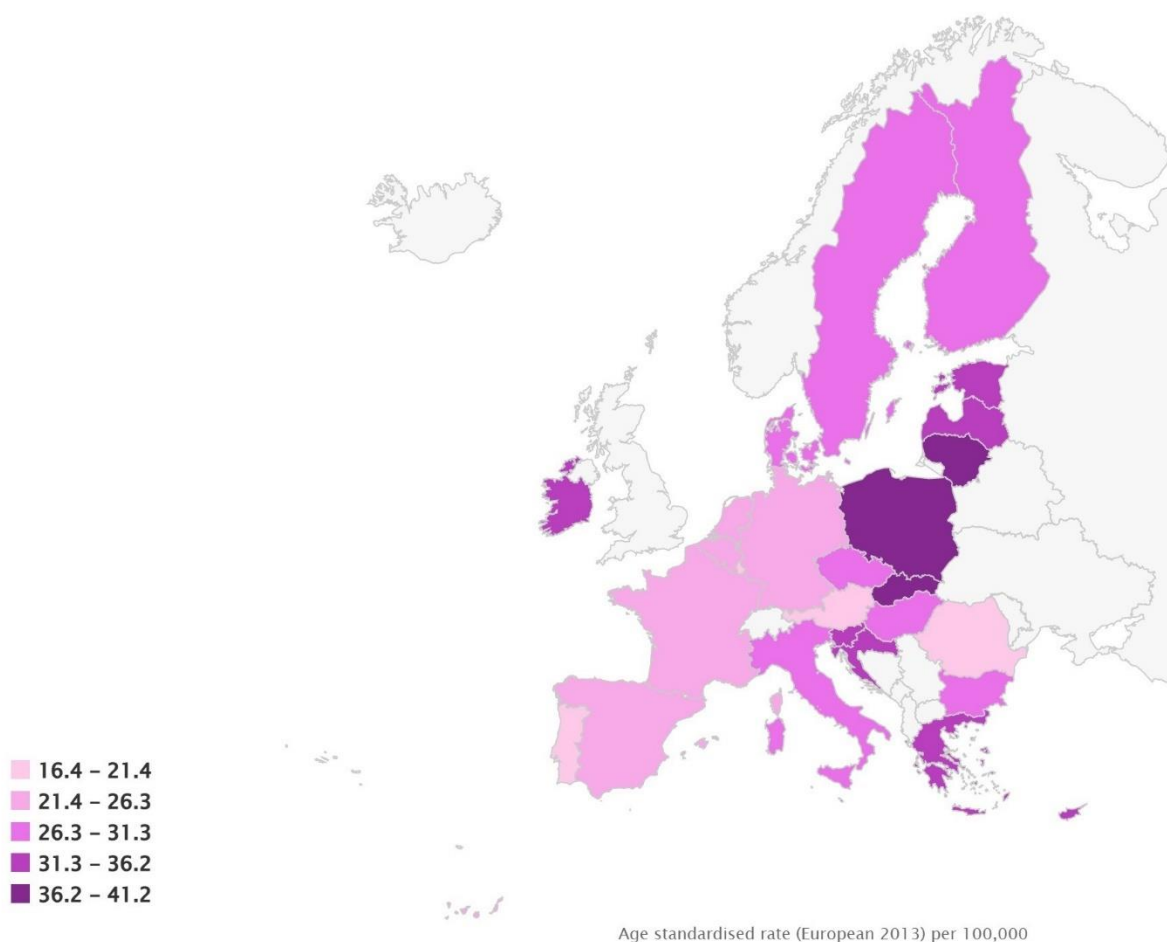 16.4 – 21.4
21.4 – 26.3
26.3 – 31.3
31.3 – 36.2
36.2 – 41.2
Age standardised rate (European 2013) per 100,000